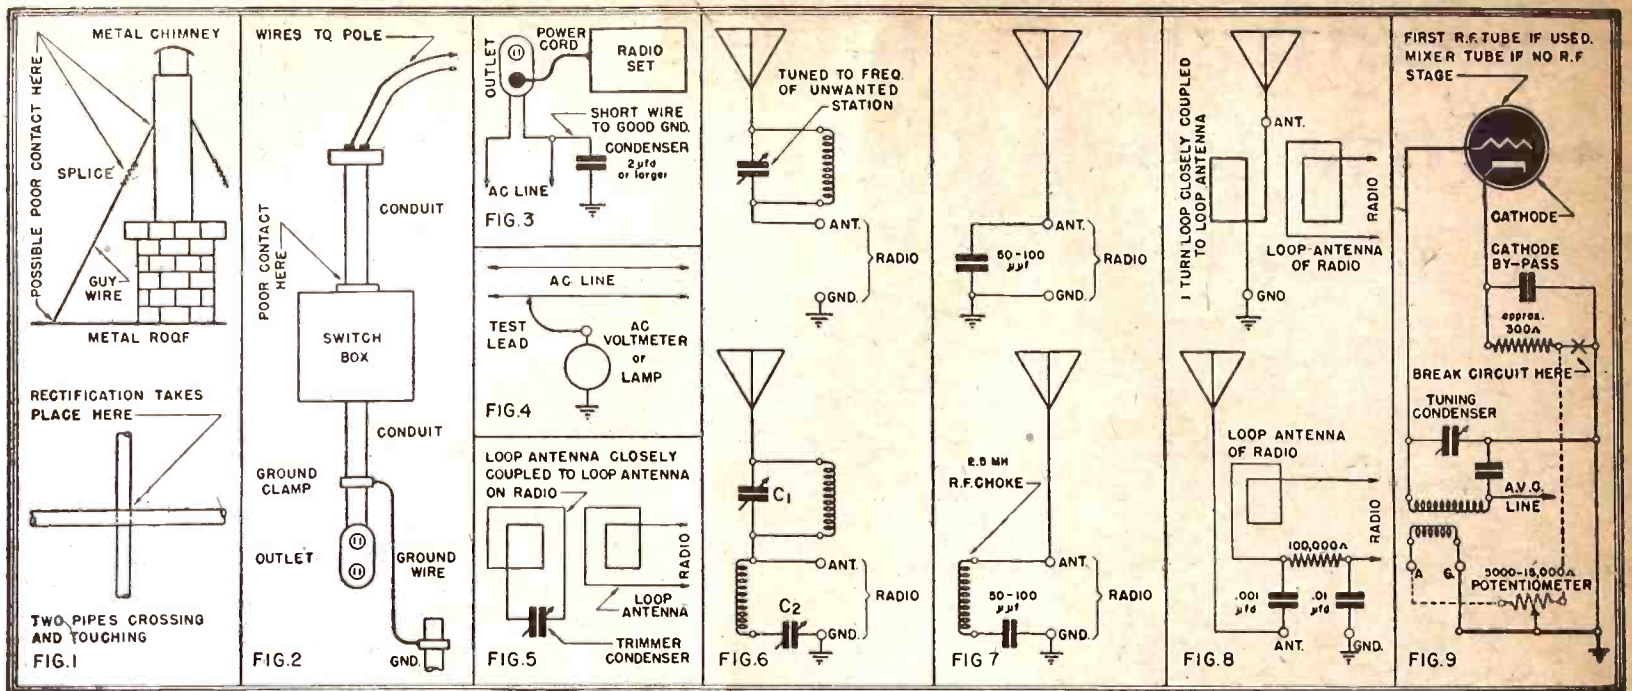 METAL CHIMNEY
POSSIBLE POOR CONTACT HERE
SPLICE
GUY
WIRE
METAL ROOF
RECTIFICATION TAKES
PLACE HERE
TWO PIPES CROSSING
AND TOUCHING
FIG.1
WIRES TO POLE
CONDUIT
POOR CONTACT
HERE
SWITCH
BOX
CONDUIT
GROUND
CLAMP
OUTLET
GROUND
WIRE
GND.
FIG.2
OUTLET
POWER
CORD
RADIO
SET
SHORT WIRE
TO GOOD GND.
CONDENSER
2µfd
or larger
AC LINE
FIG.3
AC LINE
TEST
LEAD
AC
VOLTMETER
or
LAMP
FIG.4
LOOP ANTENNA CLOSELY
COUPLED TO LOOP ANTENNA
ON RADIO
RADIO
LOOP
ANTENNA
TRIMMER
CONDENSER
FIG.5
TUNED TO FREQ.
OF UNWANTED
STATION
ANT.
RADIO
GND.
C1
ANT.
C2
RADIO
GND.
FIG.6
ANT.
50-100
µµf
RADIO
GND.
2.5 MH
R.F. CHOKE
ANT.
50-100
µµf
RADIO
GND.
FIG 7
1 TURN LOOP CLOSELY COUPLED
TO LOOP ANTENNA
ANT.
RADIO
LOOP-ANTENNA
OF RADIO
GND
LOOP ANTENNA
OF RADIO
RADIO
100,000Ω
.001
µfd
.01
µfd
ANT.
GND.
FIG.8
FIRST R.F. TUBE IF USED.
MIXER TUBE IF NO R.F
STAGE
CATHODE
CATHODE
BY-PASS
approx.
300Ω
BREAK CIRCUIT HERE
TUNING
CONDENSER
A.V.C.
LINE
A
G.
5000-15,000Ω
POTENTIOMETER
FIG.9